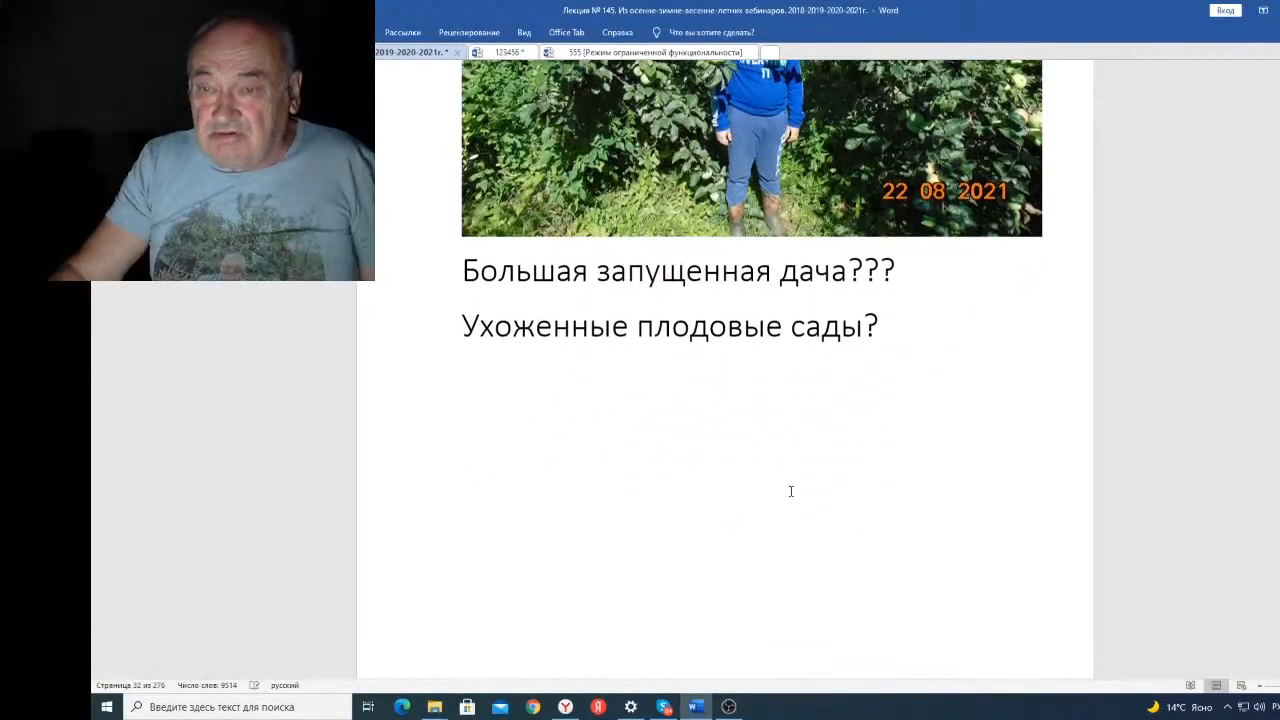 Лекция № 145. Из осенне-зимне-весенне-летних вебинаров. 2018-2019-2020-2021г. - Word
Вход
Рассылки Рецензирование Вид Office Tab Справка Что вы хотите сделать?
2019-2020-2021г. * 123456 * 555 [Режим ограниченной функциональности]
22 08 2021
Большая запущенная дача???
Ухоженные плодовые сады?
Страница 32 из 276 Число слов: 9514 русский
Введите здесь текст для поиска
14°C Ясно